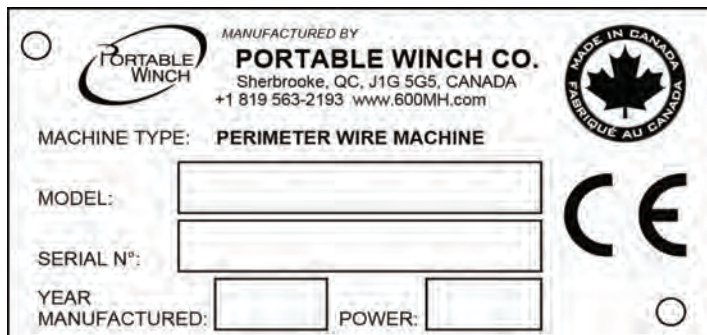 PORTABLE
WINCH
MANUFACTURED BY
PORTABLE WINCH CO.
Sherbrooke, QC, J1G 5G5, CANADA
+1 819 563-2193 www.600MH.com
MADE IN CANADA
FABRIQUÉ AU CANADA
MACHINE TYPE: PERIMETER WIRE MACHINE
MODEL:
CE
SERIAL N°:
YEAR
MANUFACTURED:
POWER: